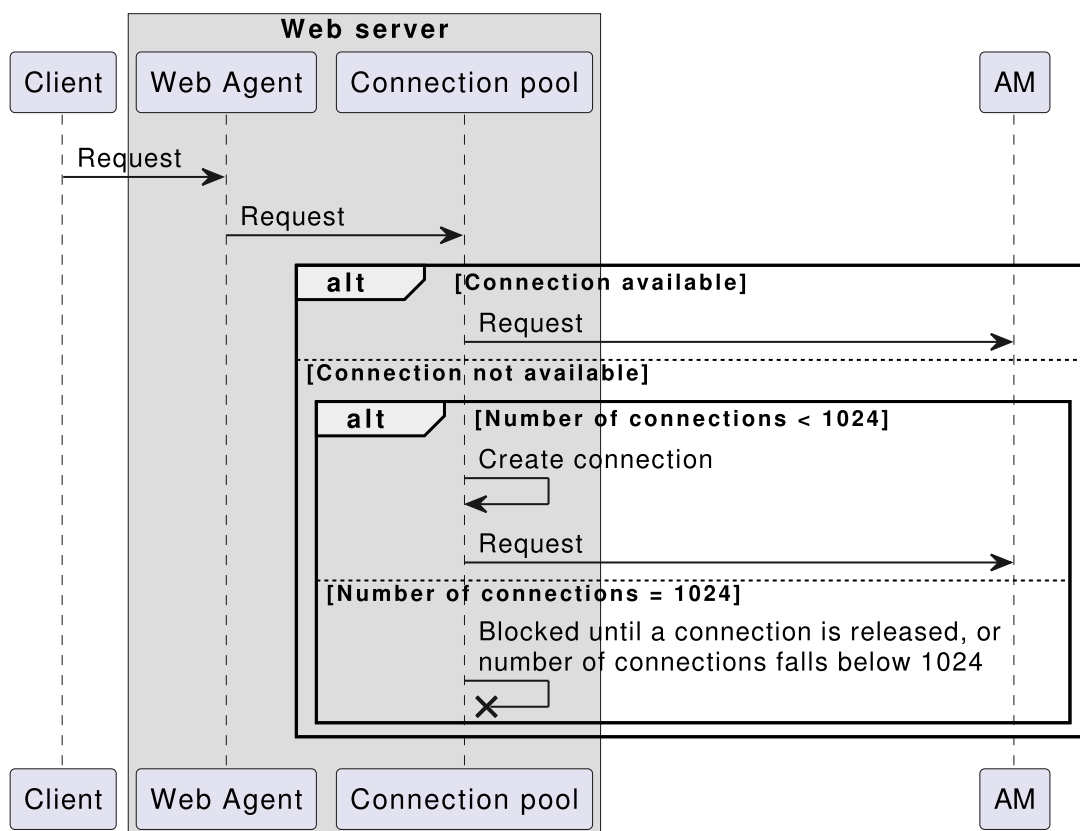 Web server
Client
Web Agent
Connection pool
AM
Request
Request
alt
[Connection available]
Request
[Connection not available]
alt
[Number of connections < 1024]
Create connection
Request
[Number of connections = 1024]
Blocked until a connection is released, or
number of connections falls below 1024
Client
Web Agent
Connection pool
AM